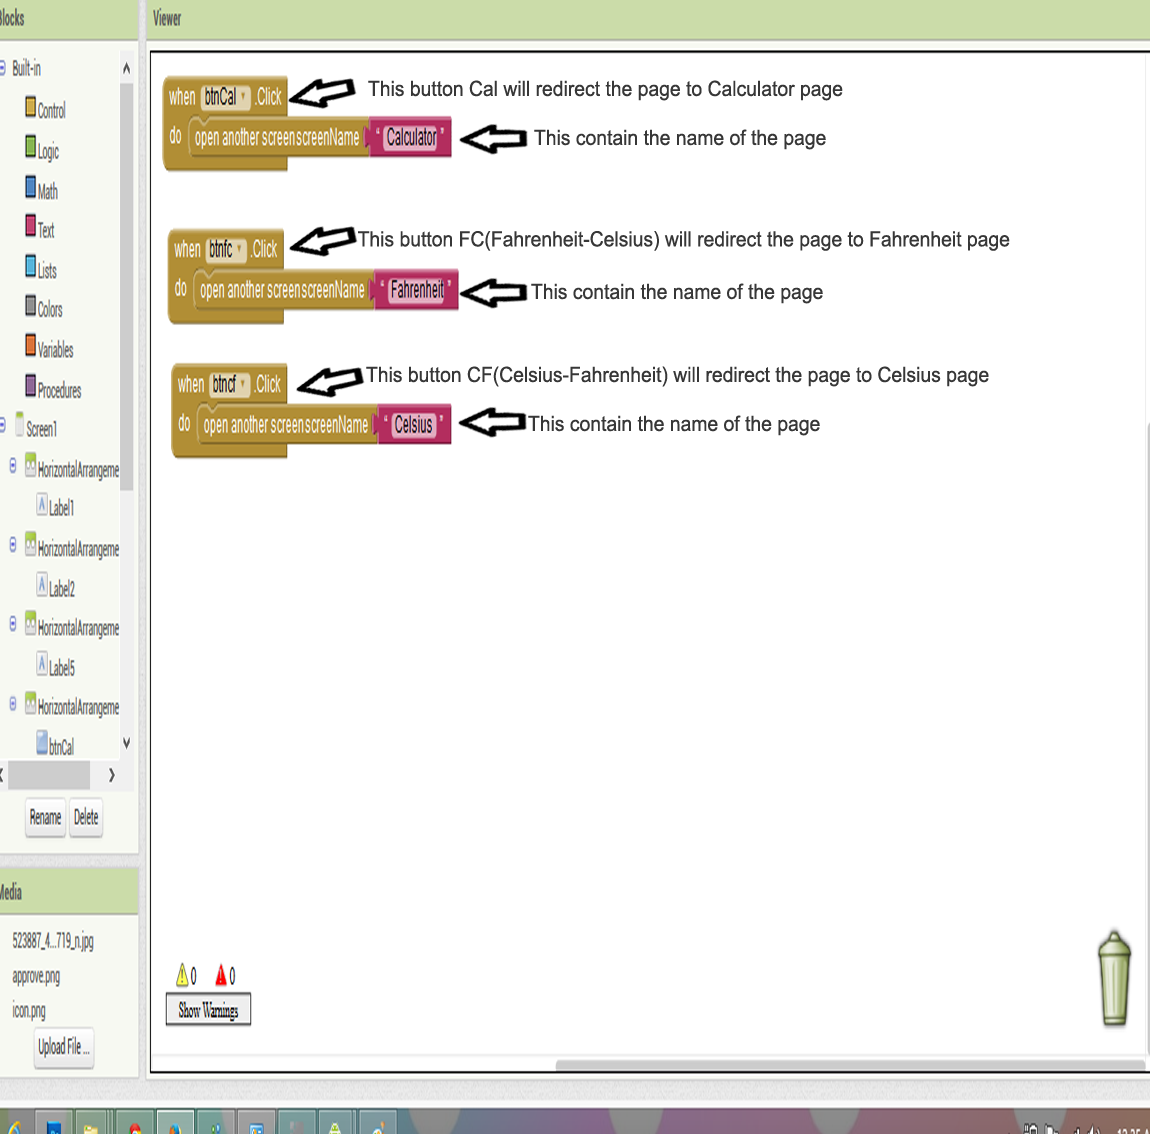 Blocks
Viewer
Built-in
Control
Logic
Math
Text
Lists
Colors
Variables
Procedures
Screen1
HorizontalArrangeme
Label1
HorizontalArrangeme
Label2
HorizontalArrangeme
Label5
HorizontalArrangeme
btnCal
Rename Delete
Media
523887_4...719_n.jpg
approve.png
icon.png
Upload File ...
when btnCal .Click
This button Cal will redirect the page to Calculator page
do open another screen screenName " Calculator "
This contain the name of the page
when btnfc .Click
This button FC(Fahrenheit-Celsius) will redirect the page to Fahrenheit page
do open another screen screenName " Fahrenheit "
This contain the name of the page
when btncf .Click
This button CF(Celsius-Fahrenheit) will redirect the page to Celsius page
do open another screen screenName " Celsius "
This contain the name of the page
0 0
Show Warnings